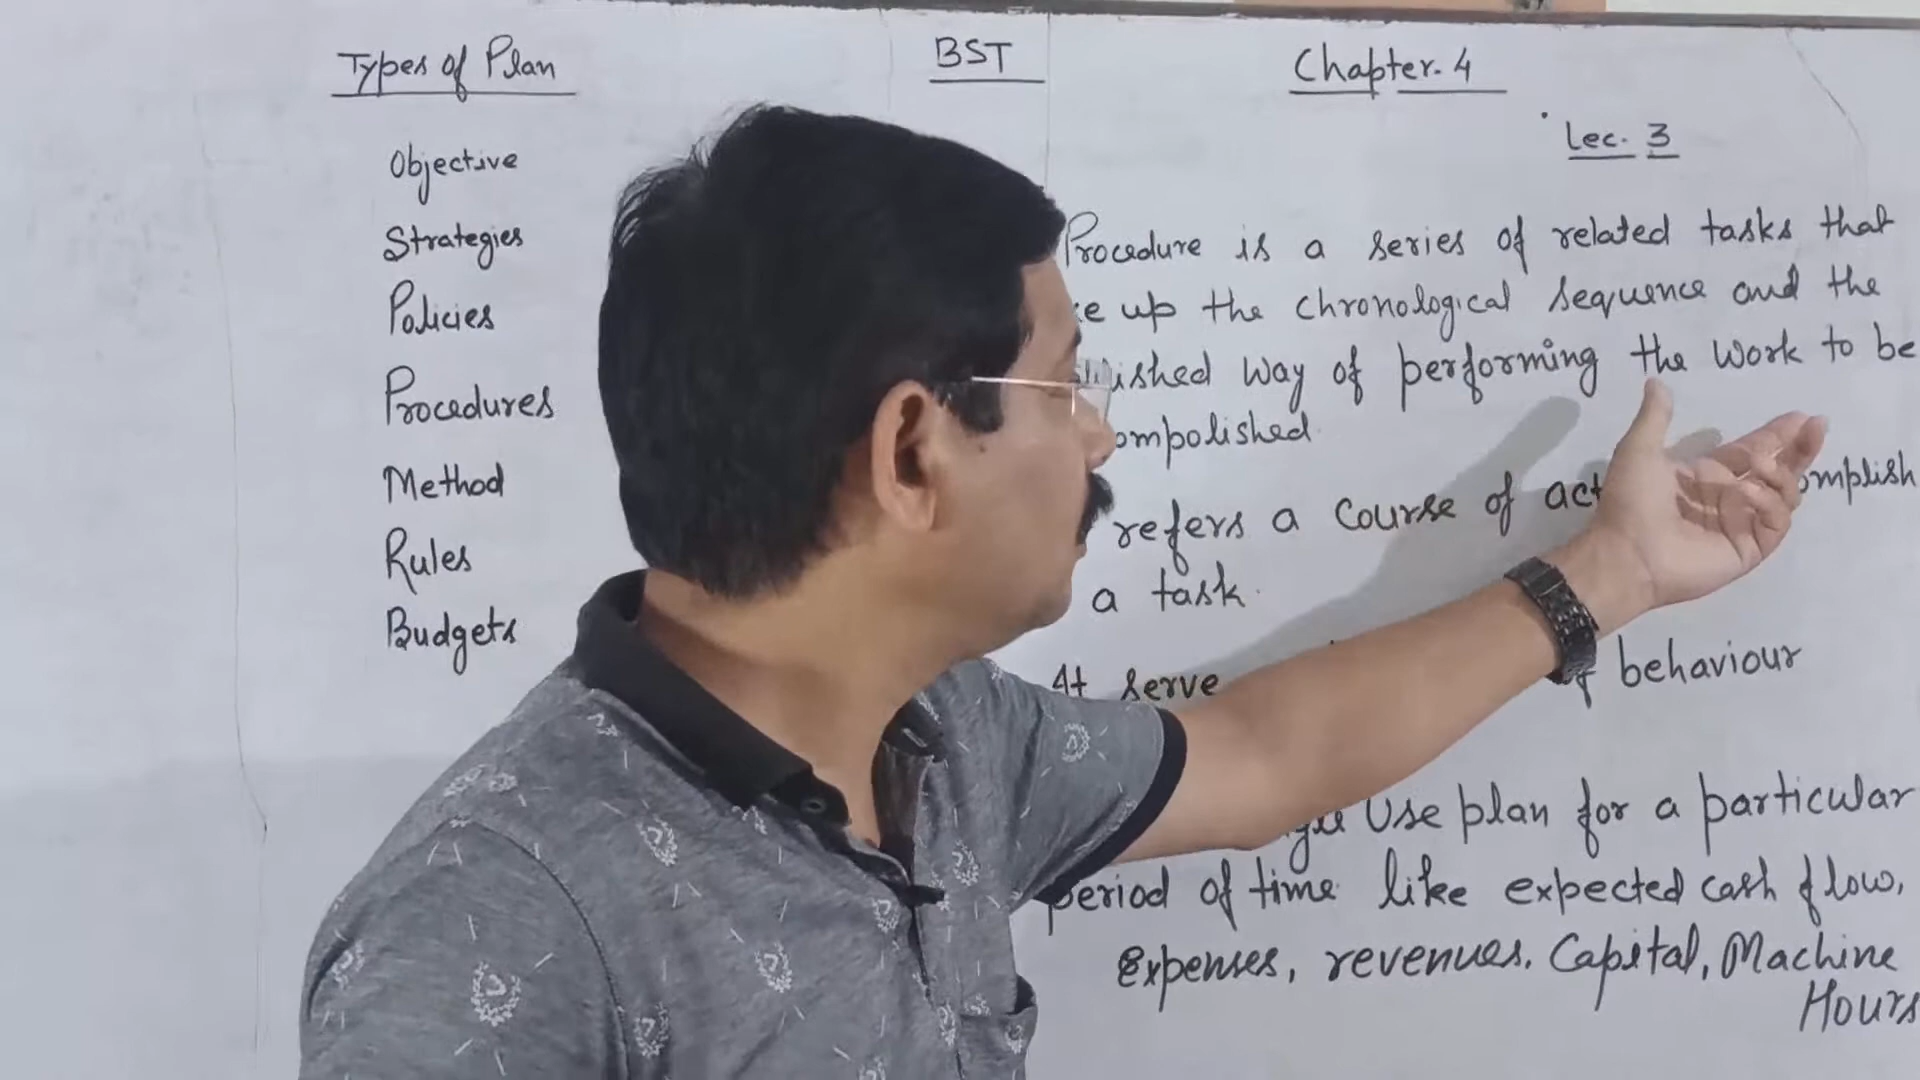 Types of Plan
BST
Chapter. 4
Lec. 3
Objective
Strategies
Policies
Procedures
Method
Rules
Budgets
Procedure is a series of related tasks that
up the chronological sequence and the
way of performing the work to be
refers a course of
a task.
serve behaviour
Use plan for a particular
period of time like expected cash flow,
expenses, revenues. Capital, Machine
Hours